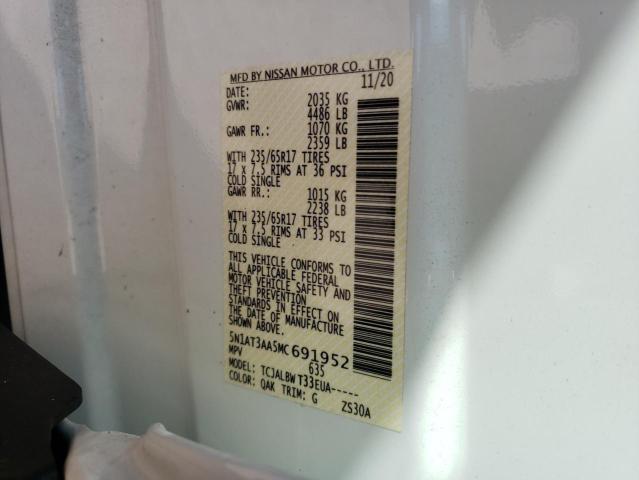 MFD BY NISSAN MOTOR CO., LTD.
DATE: 11/20
GVWR: 2035 KG
4486 LB
GAWR FR.: 1070 KG
2359 LB
WITH 235/65R17 TIRES
17 x 7.5 RIMS AT 36 PSI
COLD SINGLE
GAWR RR.: 1015 KG
2238 LB
WITH 235/65R17 TIRES
17 x 7.5 RIMS AT 33 PSI
COLD SINGLE
THIS VEHICLE CONFORMS TO
ALL APPLICABLE FEDERAL
MOTOR VEHICLE SAFETY AND
THEFT PREVENTION
STANDARDS IN EFFECT ON
THE DATE OF MANUFACTURE
SHOWN ABOVE.
5N1AT3AA5MC691952
MPV 635
MODEL: TCJALBW T33EUA-----
COLOR: QAK TRIM: G ZS30A